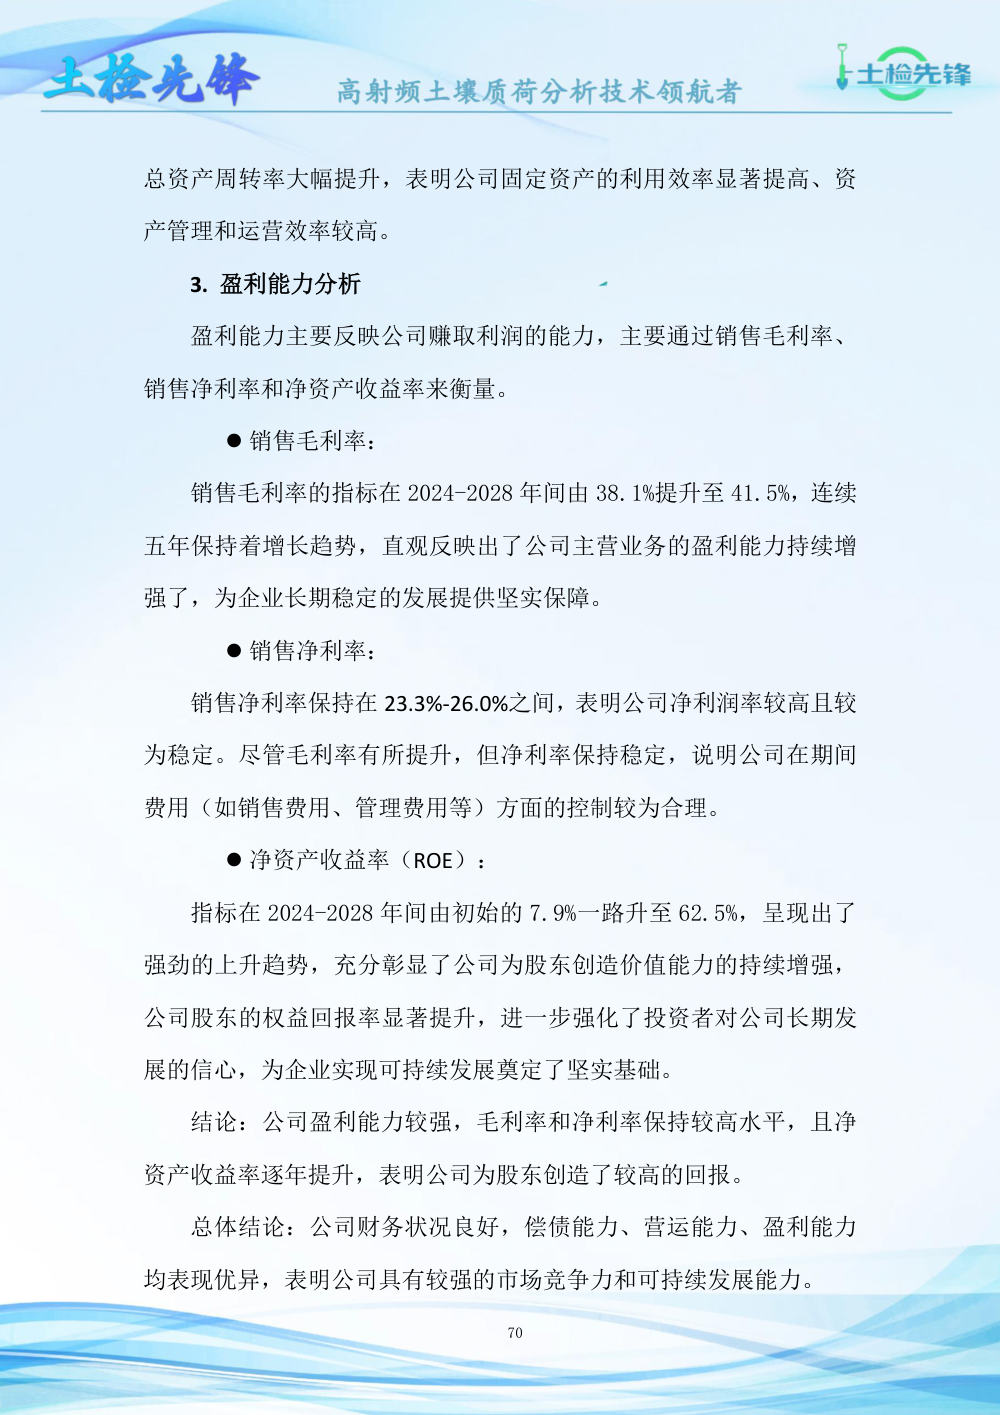 土检先锋
高射频土壤质荷分析技术领航者
土检先锋
总资产周转率大幅提升，表明公司固定资产的利用效率显著提高、资
产管理和运营效率较高。
3. 盈利能力分析
盈利能力主要反映公司赚取利润的能力，主要通过销售毛利率、
销售净利率和净资产收益率来衡量。
● 销售毛利率：
销售毛利率的指标在 2024-2028 年间由 38.1%提升至 41.5%，连续
五年保持着增长趋势，直观反映出了公司主营业务的盈利能力持续增
强了，为企业长期稳定的发展提供坚实保障。
● 销售净利率：
销售净利率保持在 23.3%-26.0%之间，表明公司净利润率较高且较
为稳定。尽管毛利率有所提升，但净利率保持稳定，说明公司在期间
费用（如销售费用、管理费用等）方面的控制较为合理。
● 净资产收益率（ROE）：
指标在 2024-2028 年间由初始的 7.9%一路升至 62.5%，呈现出了
强劲的上升趋势，充分彰显了公司为股东创造价值能力的持续增强，
公司股东的权益回报率显著提升，进一步强化了投资者对公司长期发
展的信心，为企业实现可持续发展奠定了坚实基础。
结论：公司盈利能力较强，毛利率和净利率保持较高水平，且净
资产收益率逐年提升，表明公司为股东创造了较高的回报。
总体结论：公司财务状况良好，偿债能力、营运能力、盈利能力
均表现优异，表明公司具有较强的市场竞争力和可持续发展能力。
70